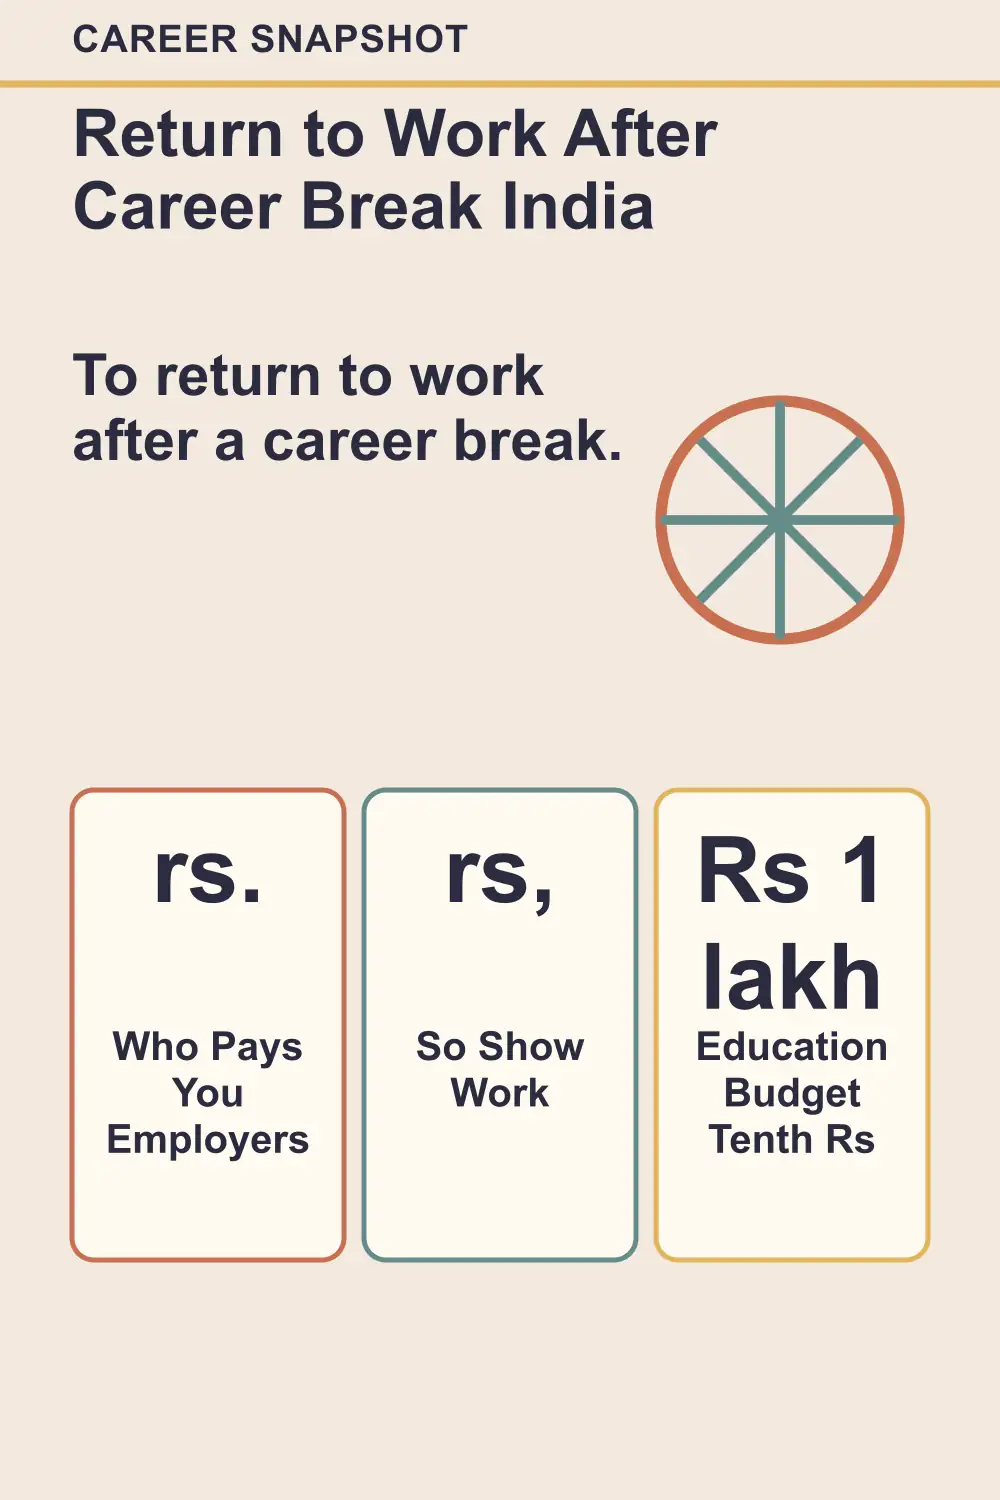 CAREER SNAPSHOT
Return to Work After
Career Break India
To return to work
after a career break.
rs.
Who Pays
You
Employers
rs,
So Show
Work
Rs 1
lakh
Education
Budget
Tenth Rs